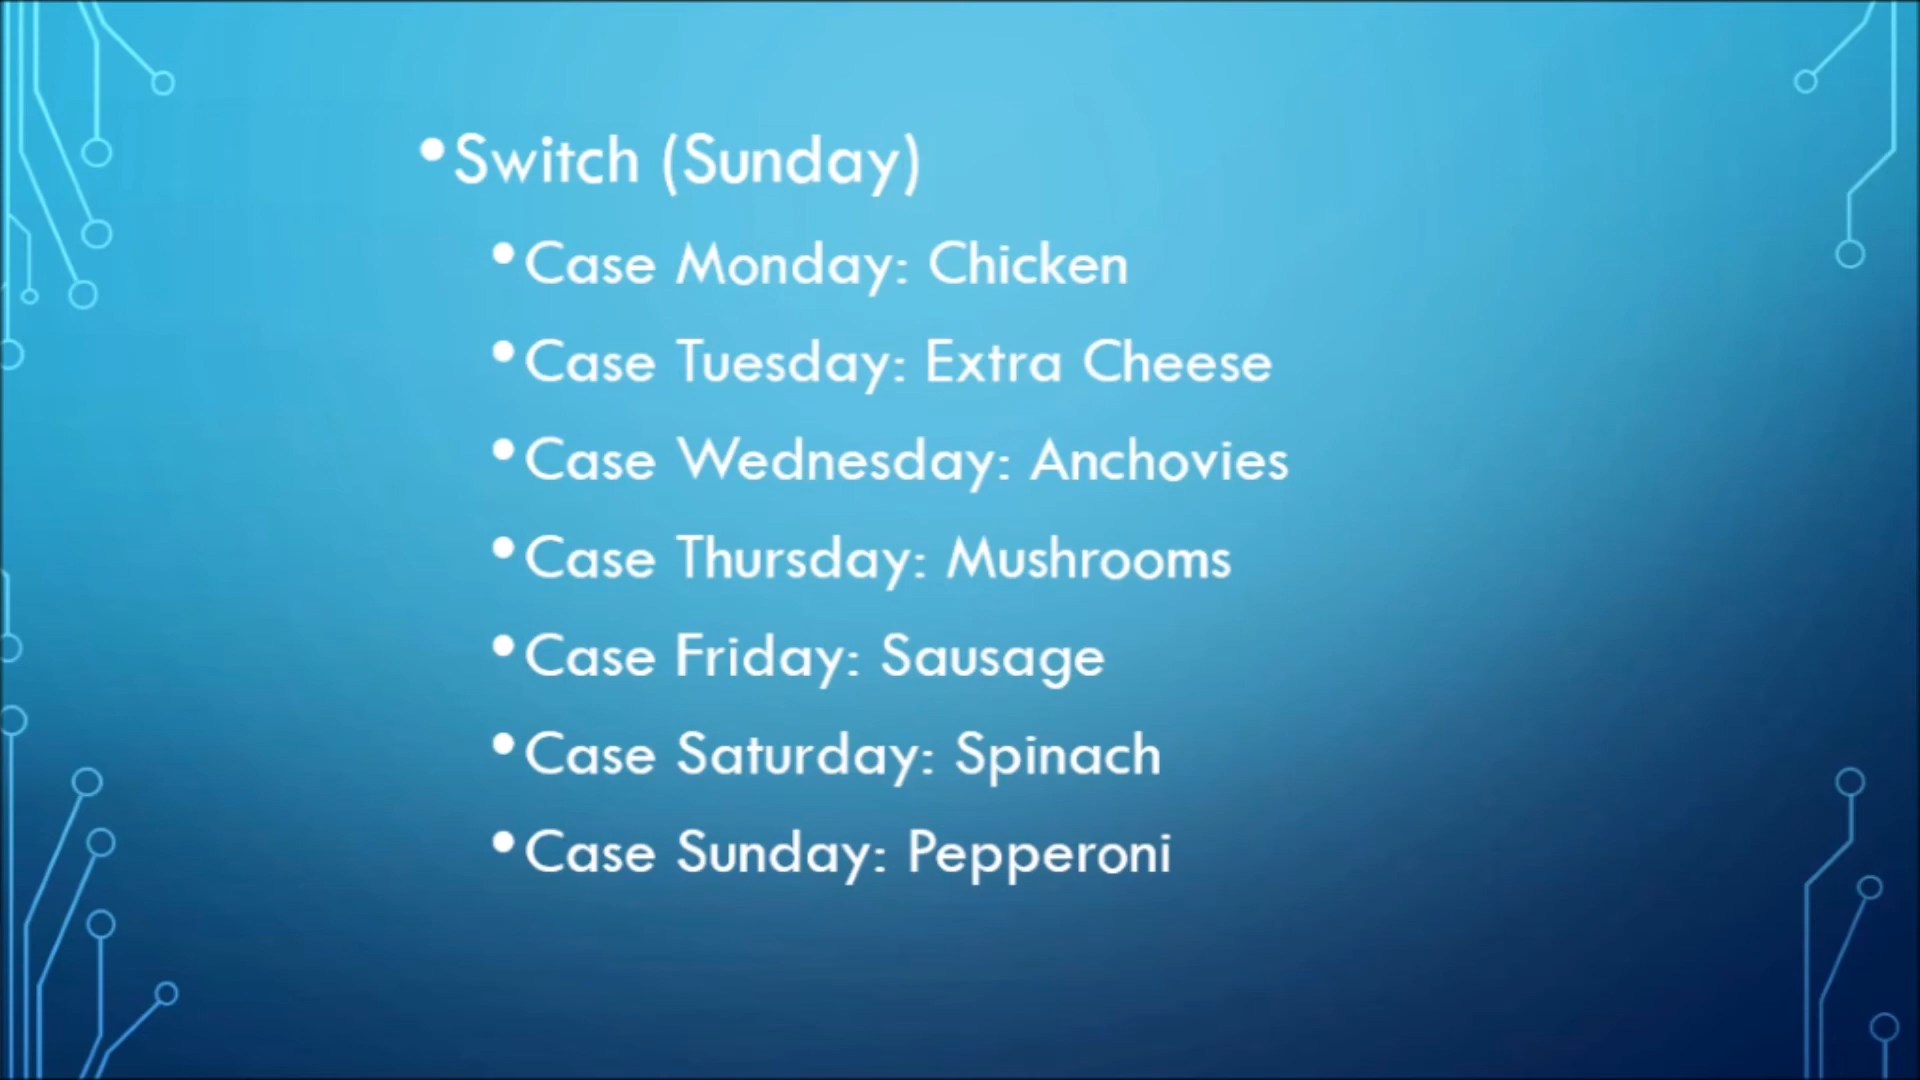 •Switch (Sunday)
•Case Monday: Chicken
•Case Tuesday: Extra Cheese
•Case Wednesday: Anchovies
•Case Thursday: Mushrooms
•Case Friday: Sausage
•Case Saturday: Spinach
•Case Sunday: Pepperoni